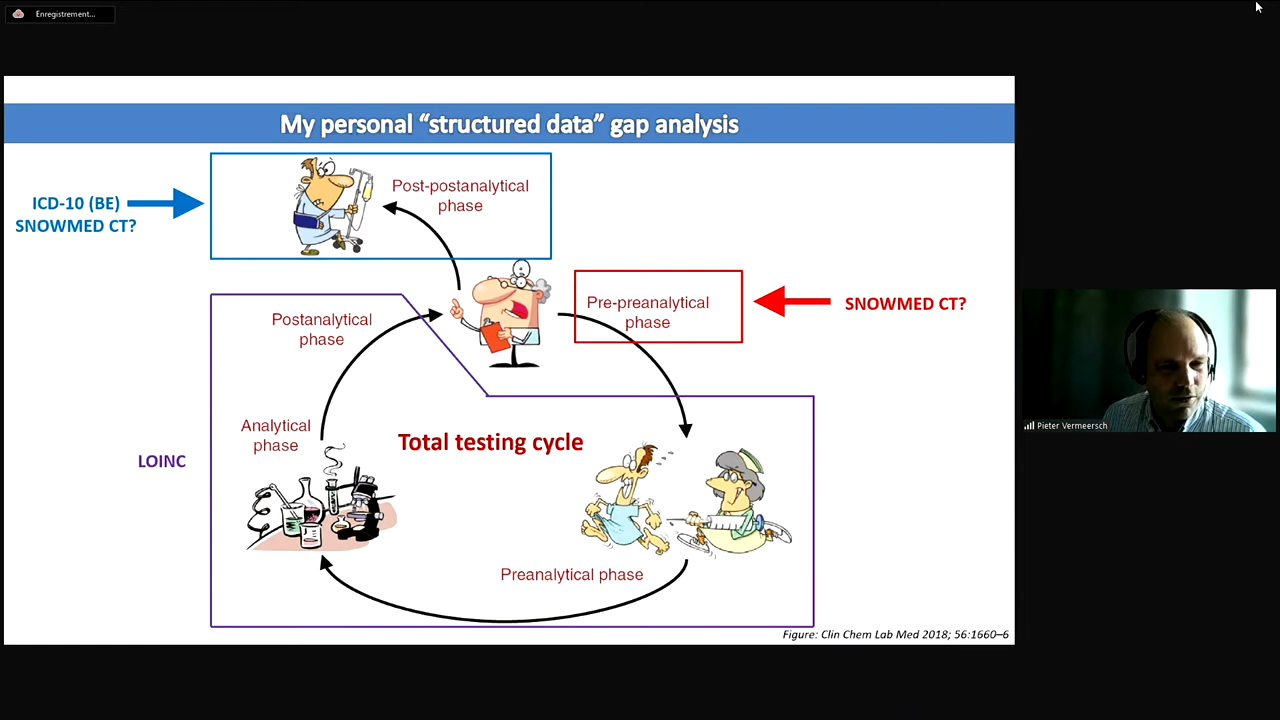 Enregistrement...
My personal “structured data” gap analysis
ICD-10 (BE)
SNOWMED CT?
Post-postanalytical
phase
Pre-preanalytical
phase
SNOWMED CT?
Postanalytical
phase
Analytical
phase
Total testing cycle
LOINC
Preanalytical phase
Figure: Clin Chem Lab Med 2018; 56:1660–6
Pieter Vermeersch